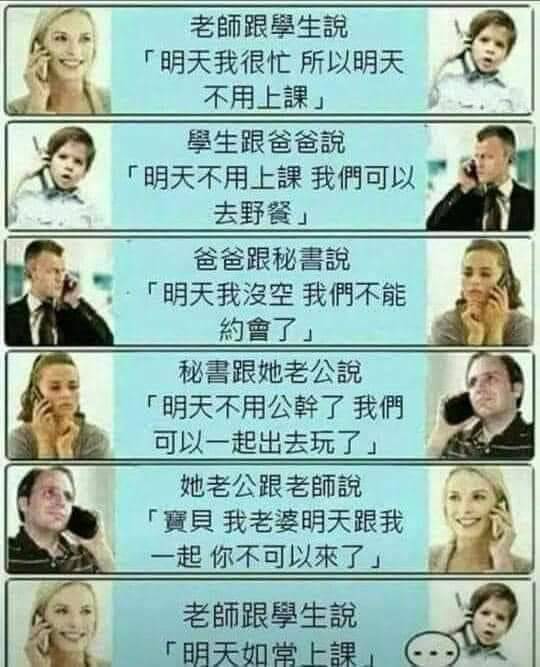 老師跟學生說
「明天我很忙 所以明天
不用上課」
學生跟爸爸說
「明天不用上課 我們可以
去野餐」
爸爸跟秘書說
「明天我沒空 我們不能
約會了」
秘書跟她老公說
「明天不用公幹了 我們
可以一起出去玩了」
她老公跟老師說
「寶貝 我老婆明天跟我
一起 你不可以來了」
老師跟學生說
「明天如常上課」